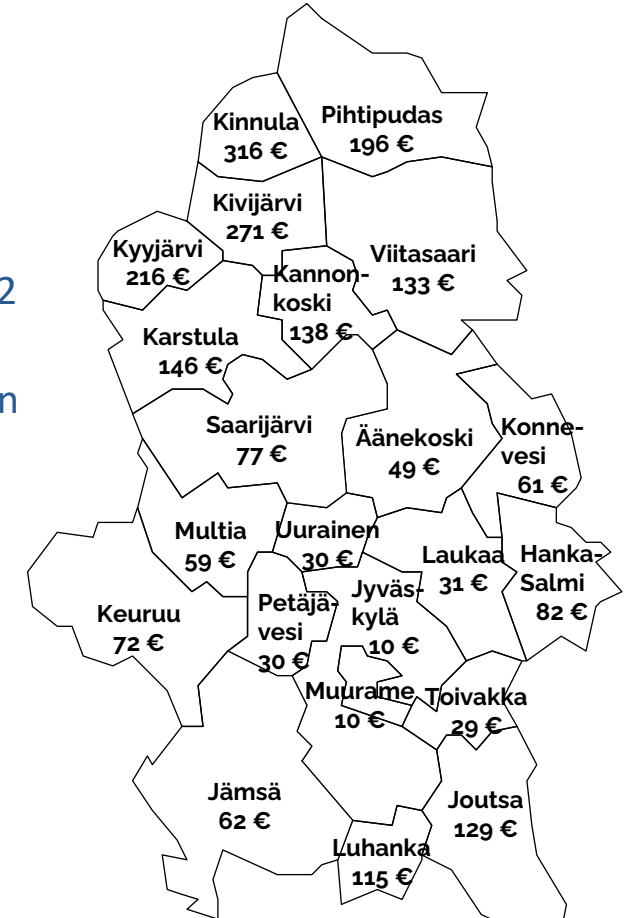 Pihtipudas
196 €
Kinnula
316 €
Kivijärvi
271 €
Kyyjärvi
216 €
Viitasaari
133 €
Kannon-
koski
138 €
2
Karstula
146 €
n
Saarijärvi
77 €
Äänekoski
49 €
Konne-
vesi
61 €
Multia
59 €
Uurainen
30 €
Laukaa
31 €
Hanka-
Salmi
82 €
Keuruu
72 €
Petäjä-
vesi
30 €
Jyväs-
kylä
10 €
Muurame
10 €
Toivakka
29 €
Jämsä
62 €
Joutsa
129 €
Luhanka
115 €